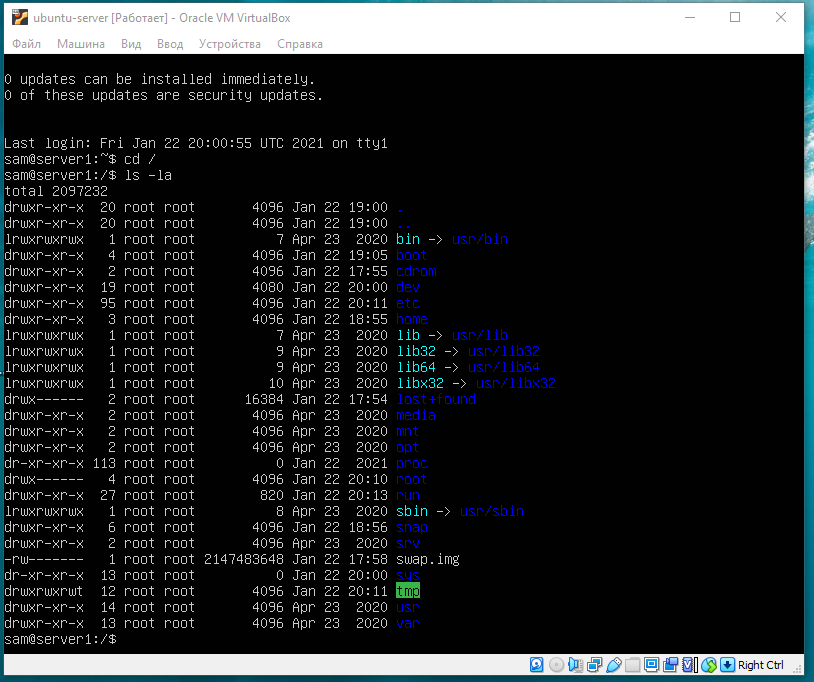 ubuntu-server [Работает] - Oracle VM VirtualBox
Файл Машина Вид Ввод Устройства Справка
0 updates can be installed immediately.
0 of these updates are security updates.
Last login: Fri Jan 22 20:00:55 UTC 2021 on tty1
sam@server1:~$ cd /
sam@server1:/$ ls -la
total 2097232
drwxr-xr-x  20 root root       4096 Jan 22 19:00 .
drwxr-xr-x  20 root root       4096 Jan 22 19:00 ..
lrwxrwxrwx   1 root root          7 Apr 23  2020 bin -> usr/bin
drwxr-xr-x   4 root root       4096 Jan 22 19:05 boot
drwxr-xr-x   2 root root       4096 Jan 22 17:55 cdrom
drwxr-xr-x  19 root root       4080 Jan 22 20:00 dev
drwxr-xr-x  95 root root       4096 Jan 22 20:11 etc
drwxr-xr-x   3 root root       4096 Jan 22 18:55 home
lrwxrwxrwx   1 root root          7 Apr 23  2020 lib -> usr/lib
lrwxrwxrwx   1 root root          9 Apr 23  2020 lib32 -> usr/lib32
lrwxrwxrwx   1 root root          9 Apr 23  2020 lib64 -> usr/lib64
lrwxrwxrwx   1 root root         10 Apr 23  2020 libx32 -> usr/libx32
drwx------   2 root root      16384 Jan 22 17:54 lost+found
drwxr-xr-x   2 root root       4096 Apr 23  2020 media
drwxr-xr-x   2 root root       4096 Apr 23  2020 mnt
drwxr-xr-x   2 root root       4096 Apr 23  2020 opt
dr-xr-xr-x 113 root root          0 Jan 22  2021 proc
drwx------   4 root root       4096 Jan 22 20:10 root
drwxr-xr-x  27 root root        820 Jan 22 20:13 run
lrwxrwxrwx   1 root root          8 Apr 23  2020 sbin -> usr/sbin
drwxr-xr-x   6 root root       4096 Jan 22 18:56 snap
drwxr-xr-x   2 root root       4096 Apr 23  2020 srv
-rw-------   1 root root 2147483648 Jan 22 17:58 swap.img
dr-xr-xr-x  13 root root          0 Jan 22 20:00 sys
drwxrwxrwt  12 root root       4096 Jan 22 20:11 tmp
drwxr-xr-x  14 root root       4096 Apr 23  2020 usr
drwxr-xr-x  13 root root       4096 Apr 23  2020 var
sam@server1:/$
Right Ctrl